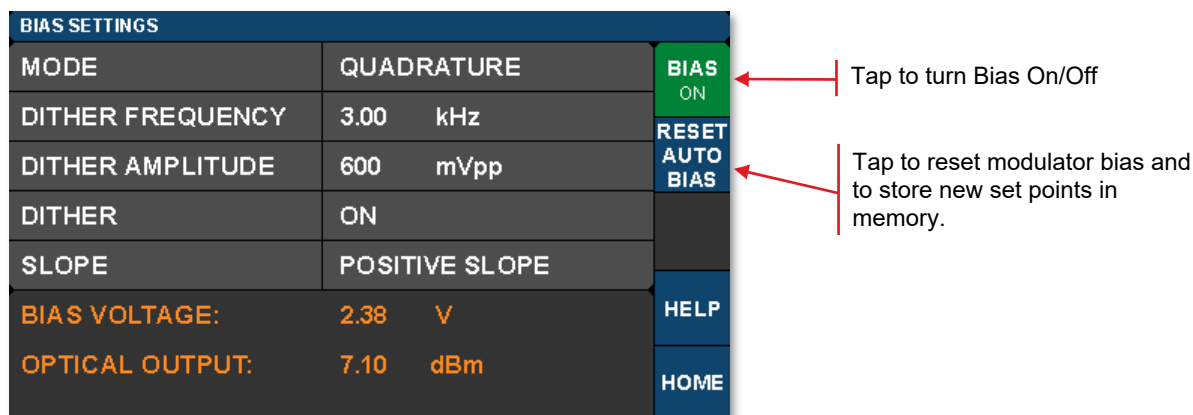 BIAS SETTINGS
MODE QUADRATURE
DITHER FREQUENCY 3.00 kHz
DITHER AMPLITUDE 600 mVpp
DITHER ON
SLOPE POSITIVE SLOPE
BIAS VOLTAGE: 2.38 V
OPTICAL OUTPUT: 7.10 dBm
BIAS
ON
RESET
AUTO
BIAS
HELP
HOME
Tap to turn Bias On/Off
Tap to reset modulator bias and
to store new set points in
memory.